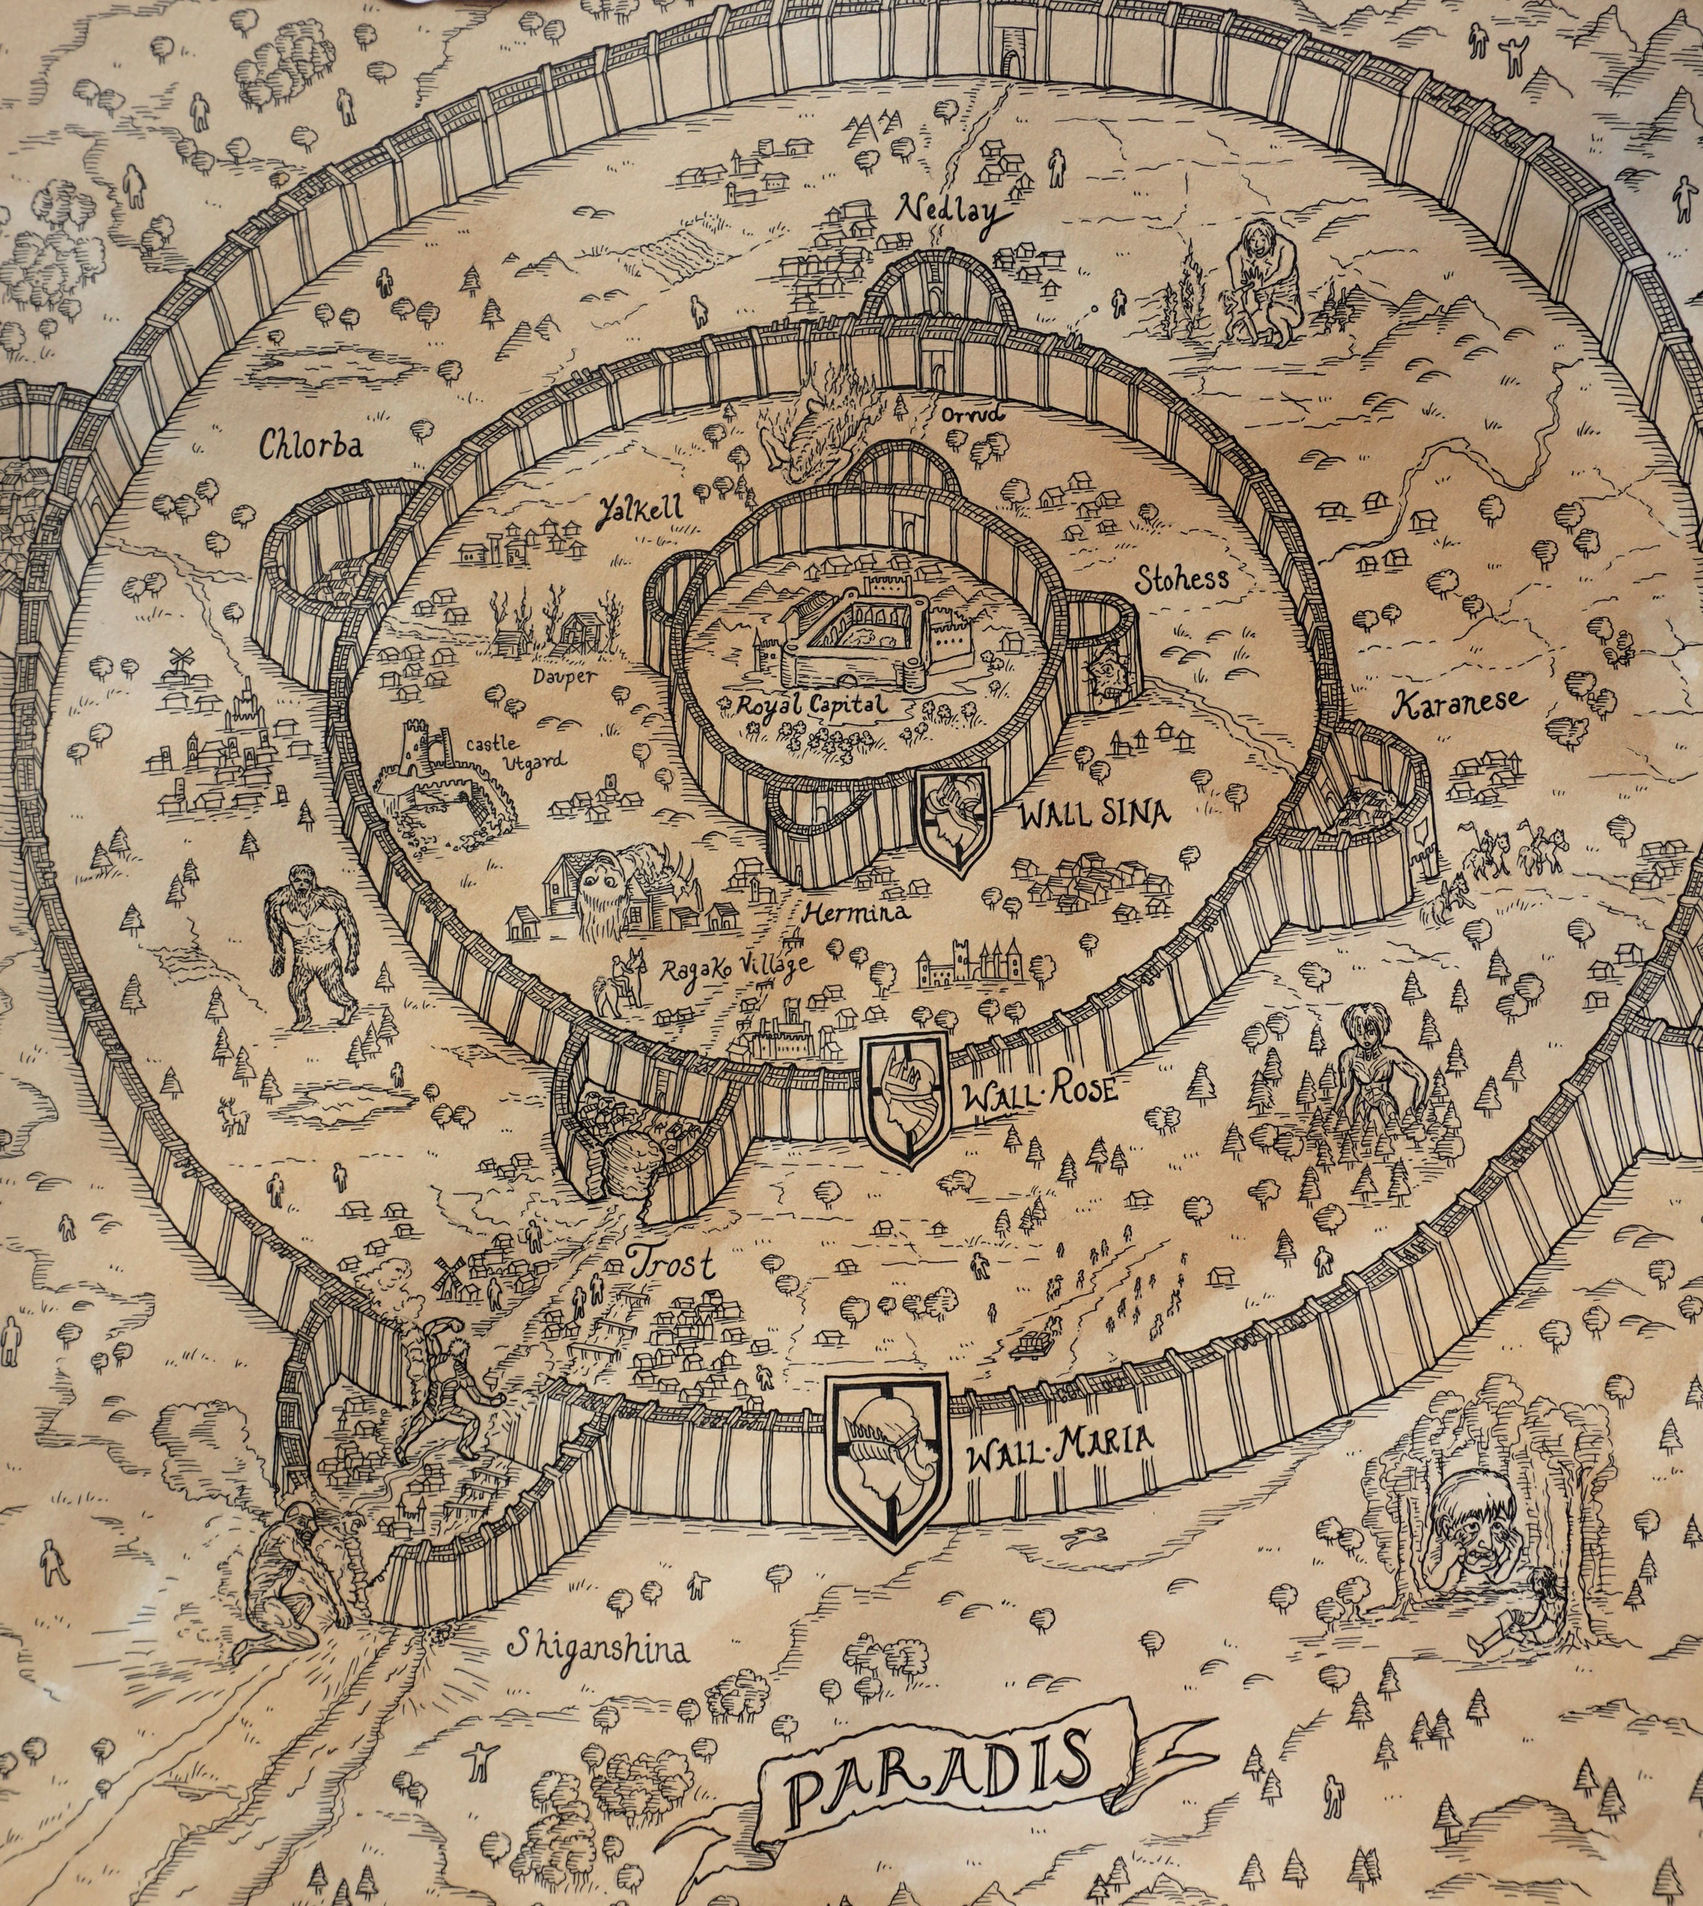 Nedlay
Orvud
Chlorba
Yalkell
Stohess
Dauper
Royal Capital
Karanese
castle
Utgard
WALL SINA
Hermina
Ragako Village
WALL·ROSE
Trost
WALL·MARIA
Shiganshina
PARADIS